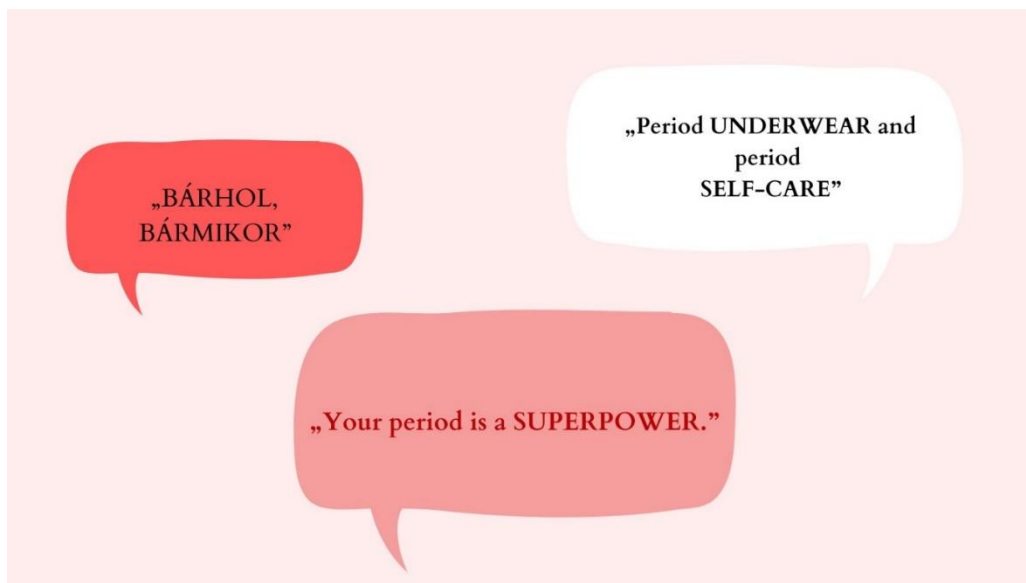 „BÁRHOL,
BÁRMIKOR”
„Period UNDERWEAR and
period
SELF-CARE”
„Your period is a SUPERPOWER.”